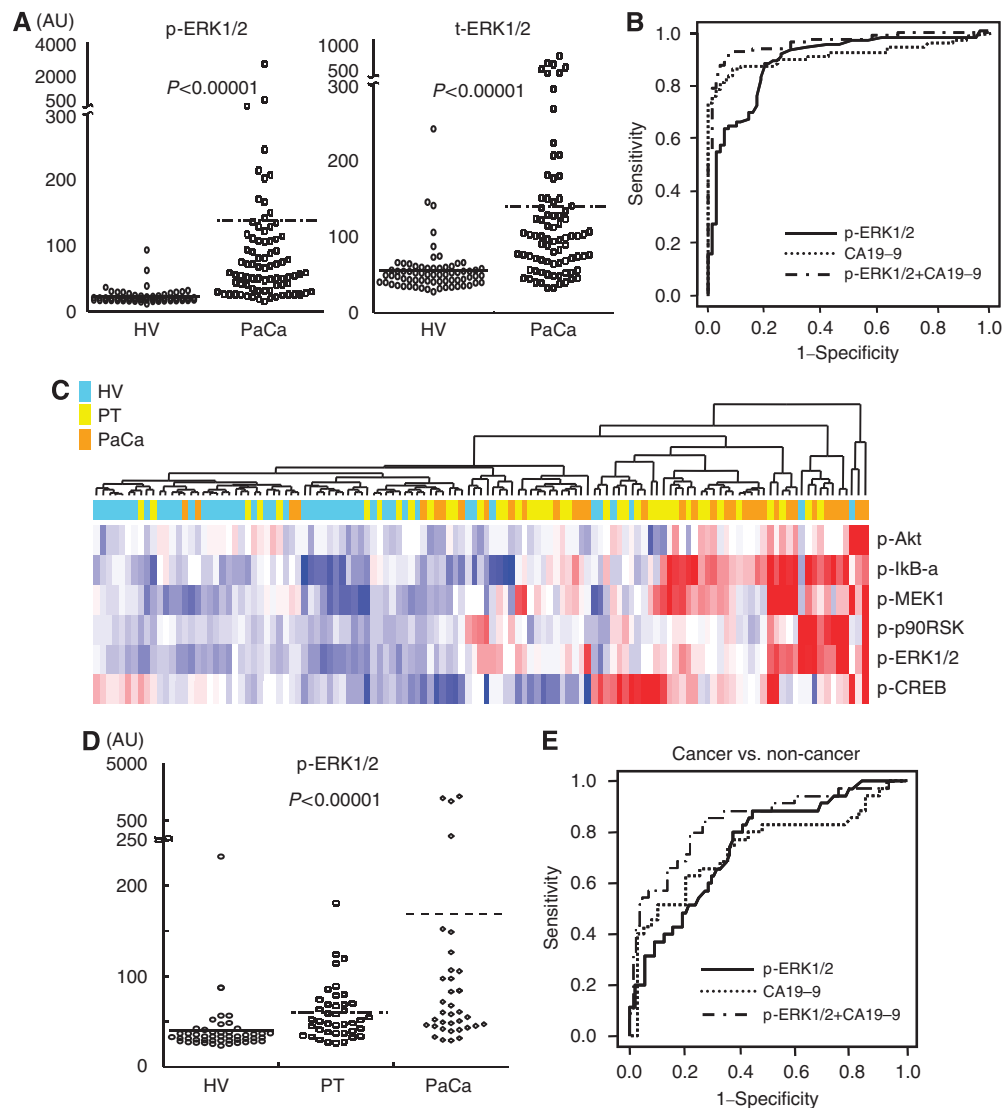 A (AU)
p-ERK1/2
4000
2000
500
300
200
100
0
P<0.00001
HV
PaCa
t-ERK1/2
1000
500
300
200
100
0
P<0.00001
HV
PaCa
B
Sensitivity
1.0
0.8
0.6
0.4
0.2
0.0
p-ERK1/2
CA19–9
p-ERK1/2+CA19–9
0.0 0.2 0.4 0.6 0.8 1.0
1–Specificity
C
HV
PT
PaCa
p-Akt
p-IkB-a
p-MEK1
p-p90RSK
p-ERK1/2
p-CREB
D (AU)
p-ERK1/2
P<0.00001
5000
500
250
200
100
0
HV
PT
PaCa
E
Cancer vs. non-cancer
Sensitivity
1.0
0.8
0.6
0.4
0.2
0.0
p-ERK1/2
CA19–9
p-ERK1/2+CA19–9
0.0 0.2 0.4 0.6 0.8 1.0
1–Specificity